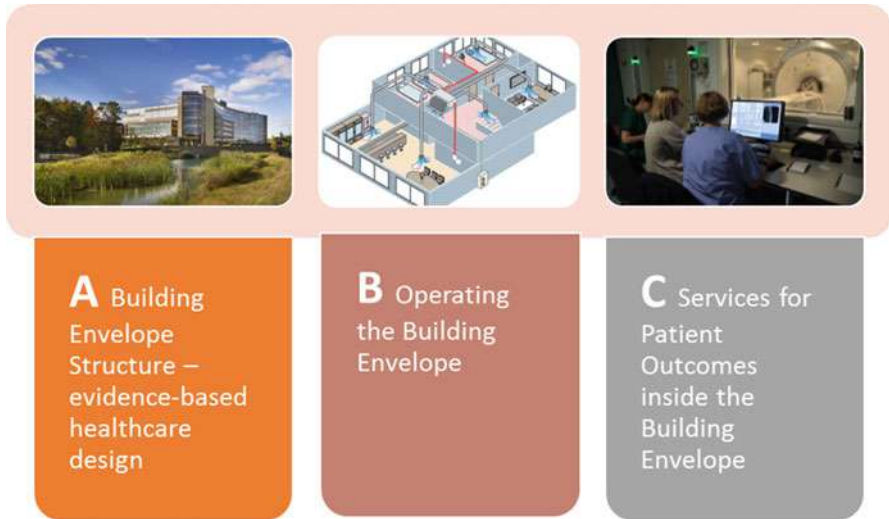 A Building
Envelope
Structure –
evidence-based
healthcare
design
B Operating
the Building
Envelope
C Services for
Patient
Outcomes
inside the
Building
Envelope